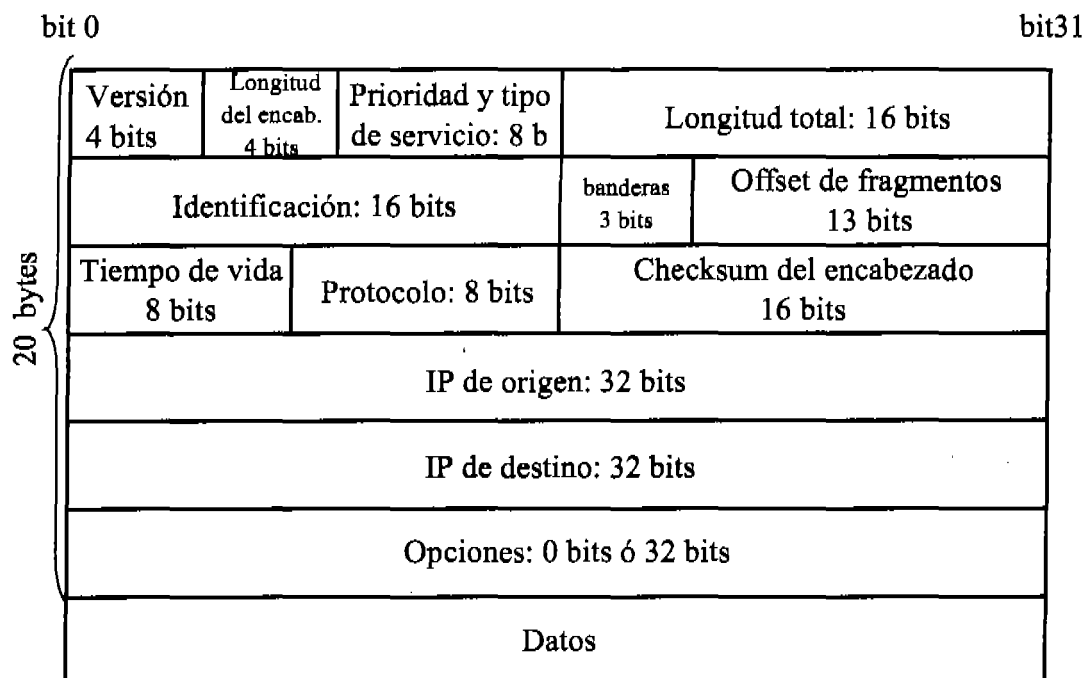 bit 0
bit31
Versión
4 bits
Longitud
del encab.
4 bits
Prioridad y tipo
de servicio: 8 b
Longitud total: 16 bits
Identificación: 16 bits
banderas
3 bits
Offset de fragmentos
13 bits
20 bytes
Tiempo de vida
8 bits
Protocolo: 8 bits
Checksum del encabezado
16 bits
IP de origen: 32 bits
IP de destino: 32 bits
Opciones: 0 bits ó 32 bits
Datos